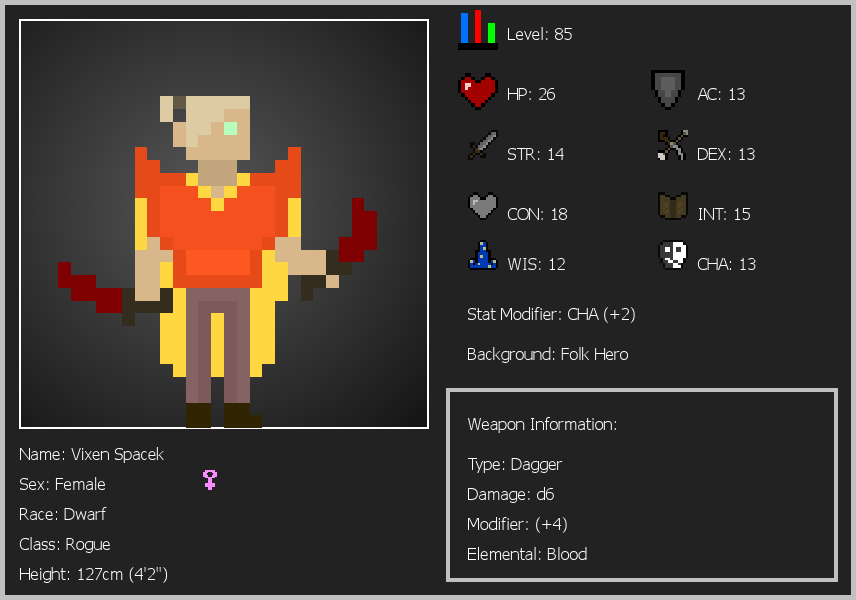 Level: 85
HP: 26
AC: 13
STR: 14
DEX: 13
CON: 18
INT: 15
WIS: 12
CHA: 13
Stat Modifier: CHA (+2)
Background: Folk Hero
Weapon Information:
Type: Dagger
Damage: d6
Modifier: (+4)
Elemental: Blood
Name: Vixen Spacek
Sex: Female
Race: Dwarf
Class: Rogue
Height: 127cm (4'2")